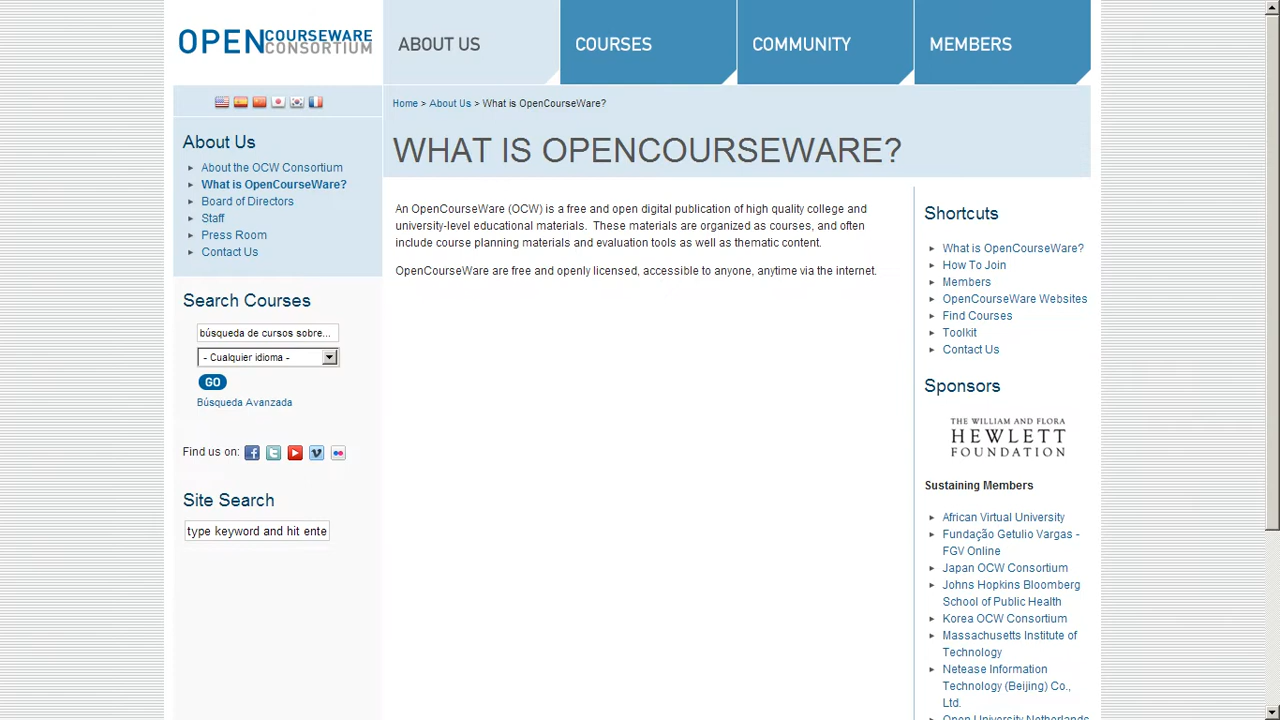 OPENCOURSEWARE
CONSORTIUM
ABOUT US
COURSES
COMMUNITY
MEMBERS
Home > About Us > What is OpenCourseWare?
WHAT IS OPENCOURSEWARE?
About Us
About the OCW Consortium
What is OpenCourseWare?
Board of Directors
Staff
Press Room
Contact Us
Search Courses
búsqueda de cursos sobre...
- Cualquier idioma -
GO
Búsqueda Avanzada
Find us on:
Site Search
type keyword and hit ente
An OpenCourseWare (OCW) is a free and open digital publication of high quality college and
university-level educational materials. These materials are organized as courses, and often
include course planning materials and evaluation tools as well as thematic content.
OpenCourseWare are free and openly licensed, accessible to anyone, anytime via the internet.
Shortcuts
What is OpenCourseWare?
How To Join
Members
OpenCourseWare Websites
Find Courses
Toolkit
Contact Us
Sponsors
THE WILLIAM AND FLORA
HEWLETT
FOUNDATION
Sustaining Members
African Virtual University
Fundação Getulio Vargas -
FGV Online
Japan OCW Consortium
Johns Hopkins Bloomberg
School of Public Health
Korea OCW Consortium
Massachusetts Institute of
Technology
Netease Information
Technology (Beijing) Co.,
Ltd.
Open University Netherlands